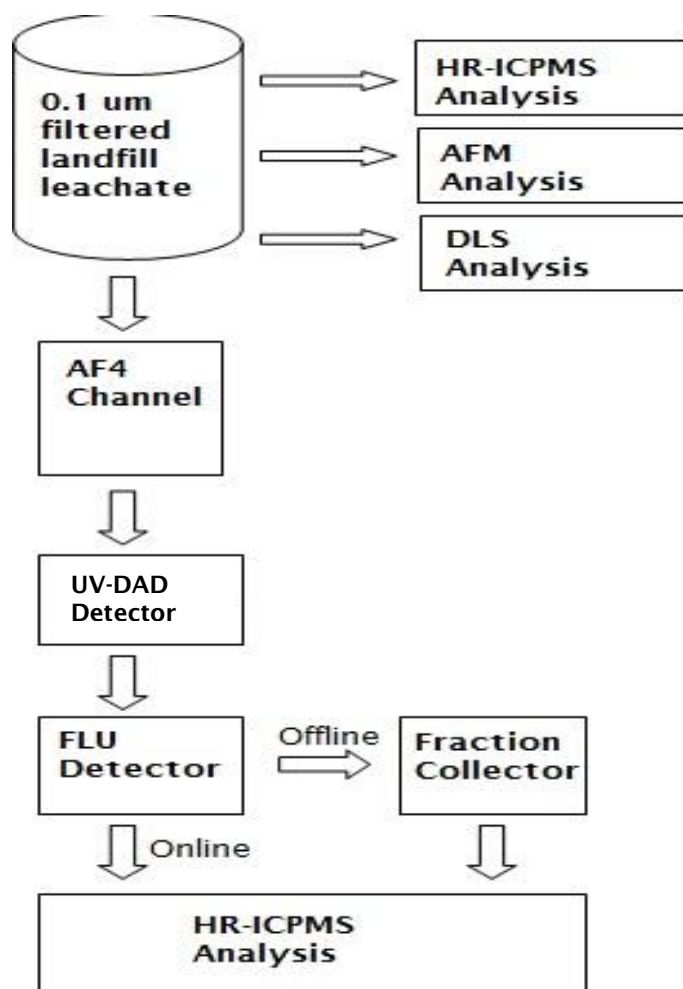 0.1 um
filtered
landfill
leachate
HR-ICPMS
Analysis
AFM
Analysis
DLS
Analysis
AF4
Channel
UV-DAD
Detector
FLU
Detector
Offline
Fraction
Collector
Online
HR-ICPMS
Analysis